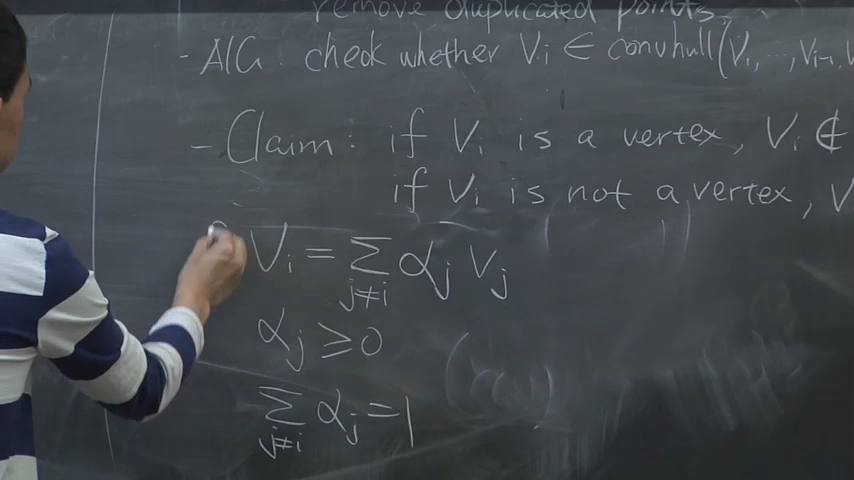 remove duplicated points.
- AlG: check whether Vi ∈ convhull(V1, ..., Vi-1, V
- Claim: if Vi is a vertex, Vi ∉
if Vi is not a vertex, V
Vi = ∑j≠i αj Vj
αj ≥ 0
∑j≠i αj = 1